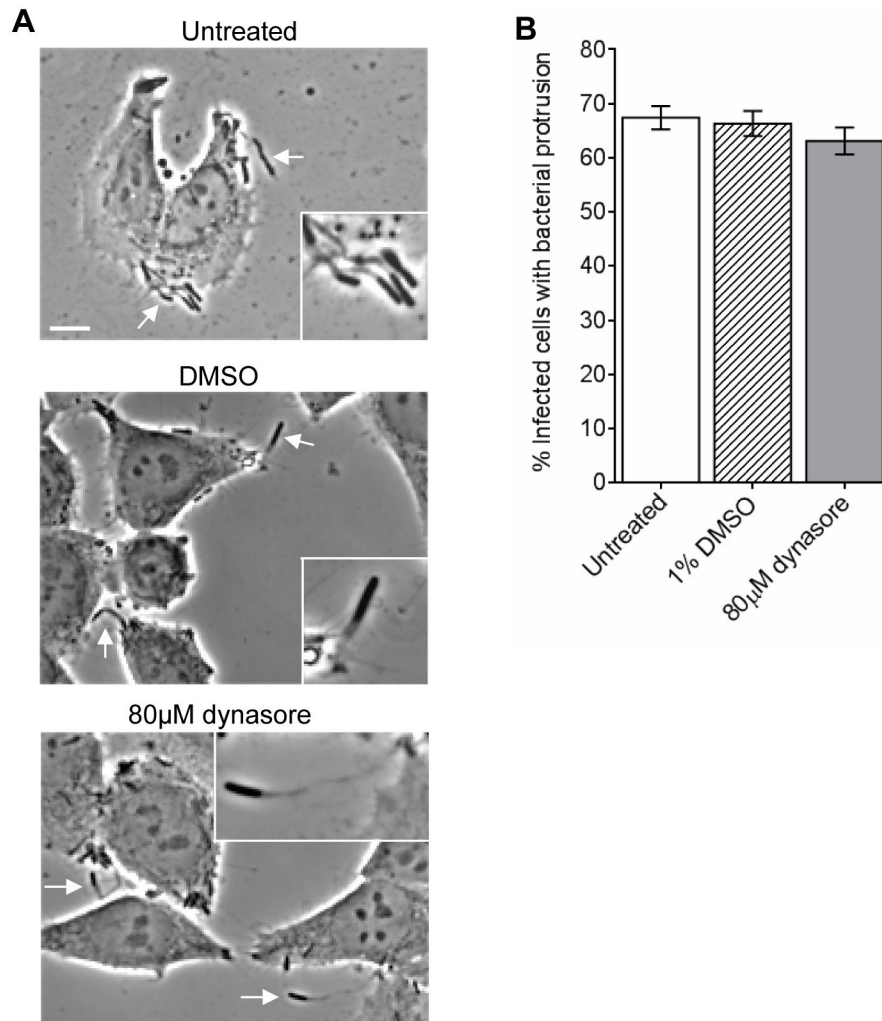 A
Untreated
DMSO
80µM dynasore
B
% Infected cells with bacterial protrusion
80
70
60
50
40
30
20
10
0
Untreated
1% DMSO
80µM dynasore